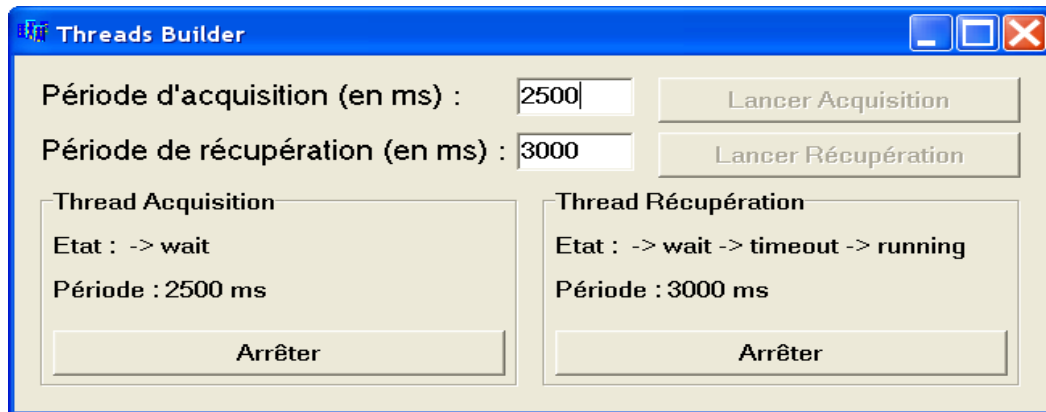 Threads Builder
Période d'acquisition (en ms) : 2500 Lancer Acquisition
Période de récupération (en ms) : 3000 Lancer Récupération
Thread Acquisition
Etat : -> wait
Période : 2500 ms
Arrêter
Thread Récupération
Etat : -> wait -> timeout -> running
Période : 3000 ms
Arrêter